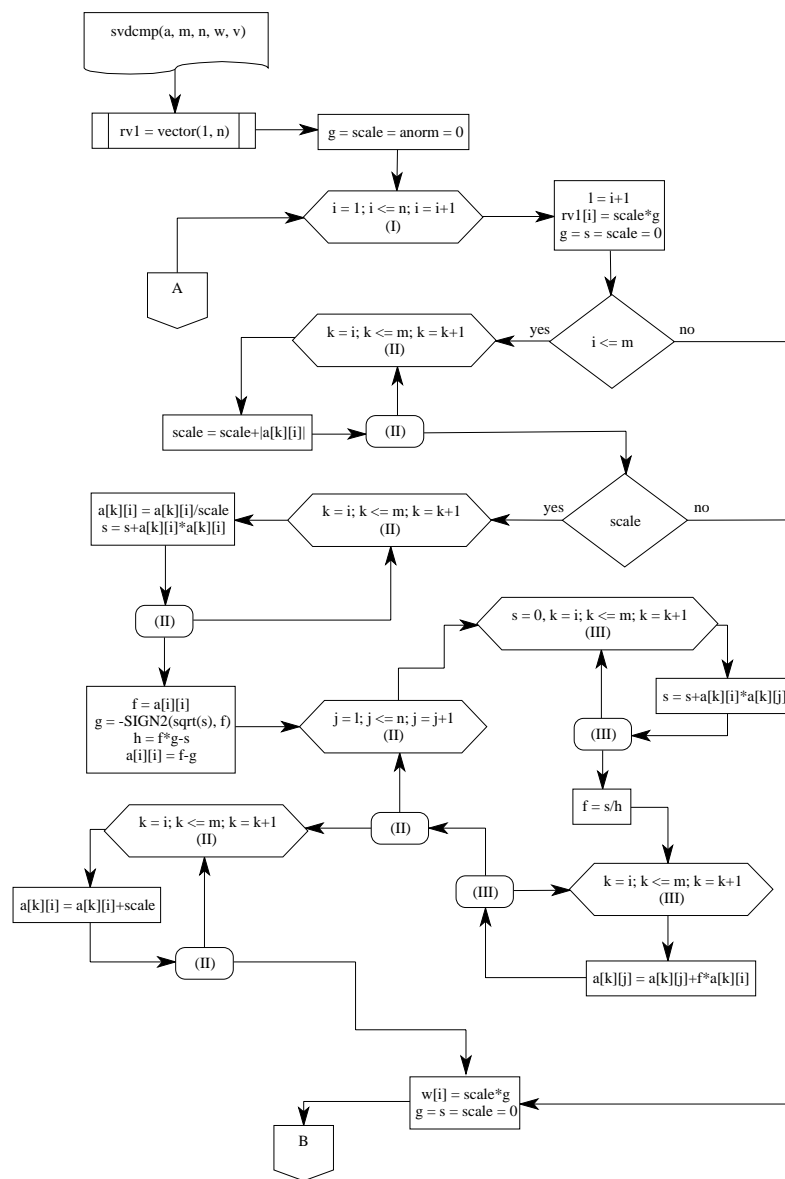 svdcmp(a, m, n, w, v)
rv1 = vector(1, n)
g = scale = anorm = 0
i = 1; i <= n; i = i+1
(I)
l = i+1
rv1[i] = scale*g
g = s = scale = 0
A
i <= m
yes
no
k = i; k <= m; k = k+1
(II)
scale = scale+|a[k][i]|
(II)
scale
yes
no
k = i; k <= m; k = k+1
(II)
a[k][i] = a[k][i]/scale
s = s+a[k][i]*a[k][i]
(II)
f = a[i][i]
g = -SIGN2(sqrt(s), f)
h = f*g-s
a[i][i] = f-g
j = l; j <= n; j = j+1
(II)
s = 0, k = i; k <= m; k = k+1
(III)
s = s+a[k][i]*a[k][j]
(III)
f = s/h
k = i; k <= m; k = k+1
(III)
a[k][j] = a[k][j]+f*a[k][i]
(III)
(II)
k = i; k <= m; k = k+1
(II)
a[k][i] = a[k][i]+scale
(II)
w[i] = scale*g
g = s = scale = 0
B